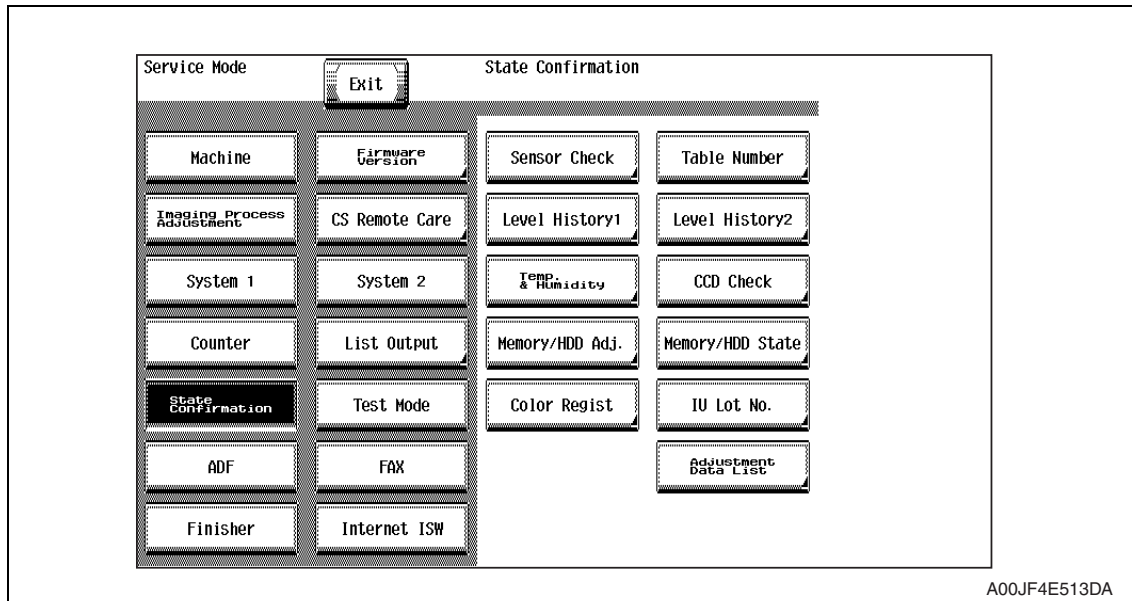 Service Mode
Exit
State Confirmation
Machine
Firmware
Version
Sensor Check
Table Number
Imaging Process
Adjustment
CS Remote Care
Level History1
Level History2
System 1
System 2
Temp.
& Humidity
CCD Check
Counter
List Output
Memory/HDD Adj.
Memory/HDD State
State
Confirmation
Test Mode
Color Regist
IU Lot No.
ADF
FAX
Adjustment
Data List
Finisher
Internet ISW
A00JF4E513DA